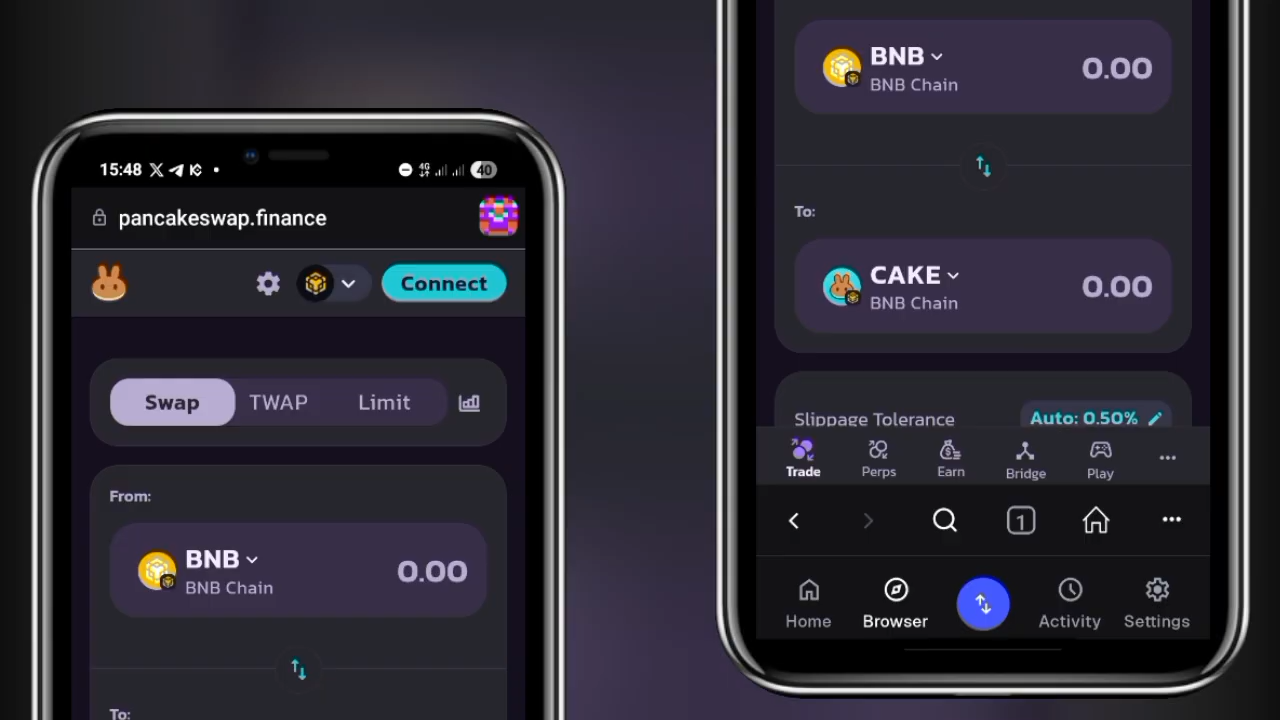 15:48
4G
40
pancakeswap.finance
Connect
Swap
TWAP
Limit
From:
BNB
BNB Chain
0.00
To:
BNB
BNB Chain
0.00
To:
CAKE
BNB Chain
0.00
Slippage Tolerance
Auto: 0.50%
Trade
Perps
Earn
Bridge
Play
1
Home
Browser
Activity
Settings